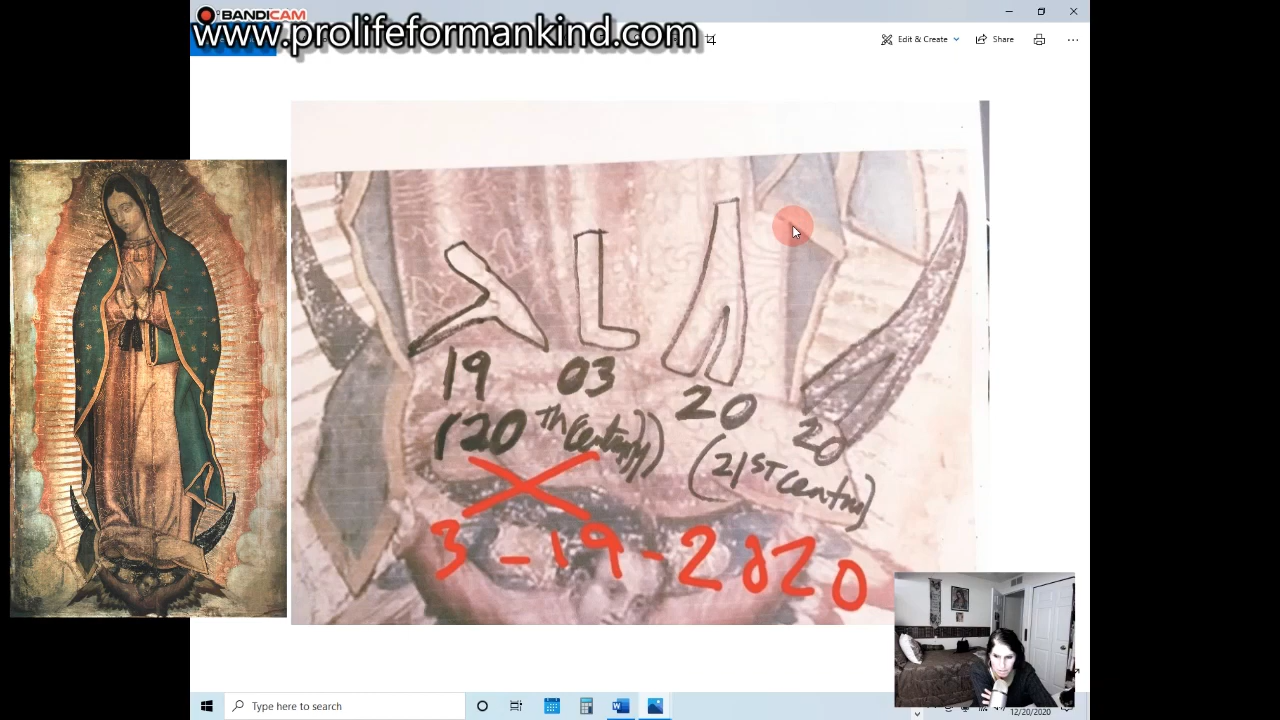 BANDICAM
www.prolifeformankind.com
Edit & Create
Share
19 03 20 20
(20th Century))
(21ST Centry)
3-19-2020
Type here to search
12/20/2020